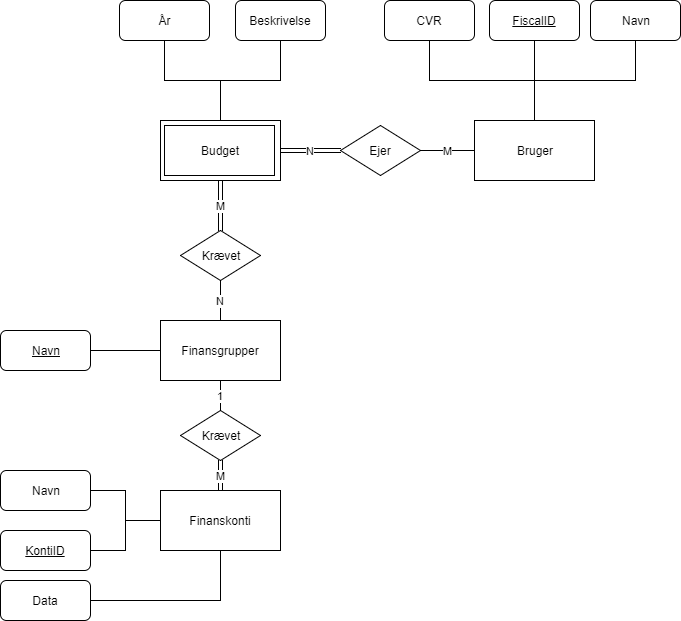 År
Beskrivelse
CVR
FiscalID
Navn
Budget
N
Ejer
M
Bruger
M
Krævet
N
Navn
Finansgrupper
1
Krævet
M
Navn
Finanskonti
KontiID
Data